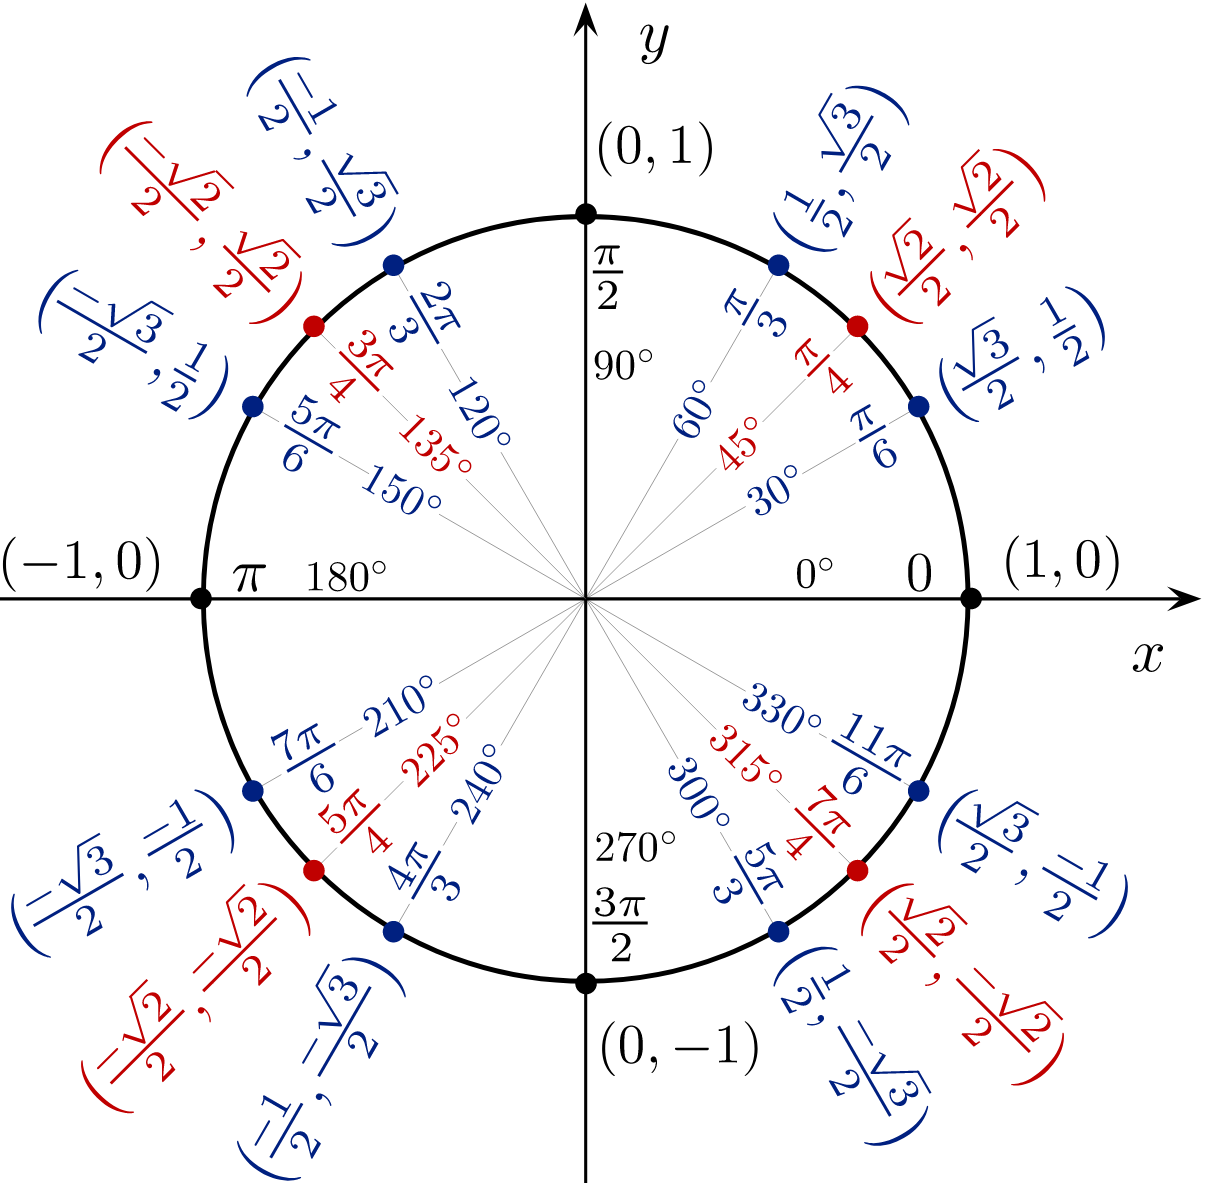 y
(0, 1)
(-1/2, √3/2)
(-√2/2, √2/2)
(-√3/2, 1/2)
(1/2, √3/2)
(√2/2, √2/2)
(√3/2, 1/2)
π/2
90°
2π/3
120°
3π/4
135°
5π/6
150°
π/3
60°
π/4
45°
π/6
30°
(-1, 0)
π
180°
0°
0
(1, 0)
x
7π/6
210°
5π/4
225°
4π/3
240°
330°
11π/6
315°
7π/4
300°
5π/3
270°
3π/2
(-√3/2, -1/2)
(-√2/2, -√2/2)
(-1/2, -√3/2)
(0, -1)
(√3/2, -1/2)
(√2/2, -√2/2)
(1/2, -√3/2)